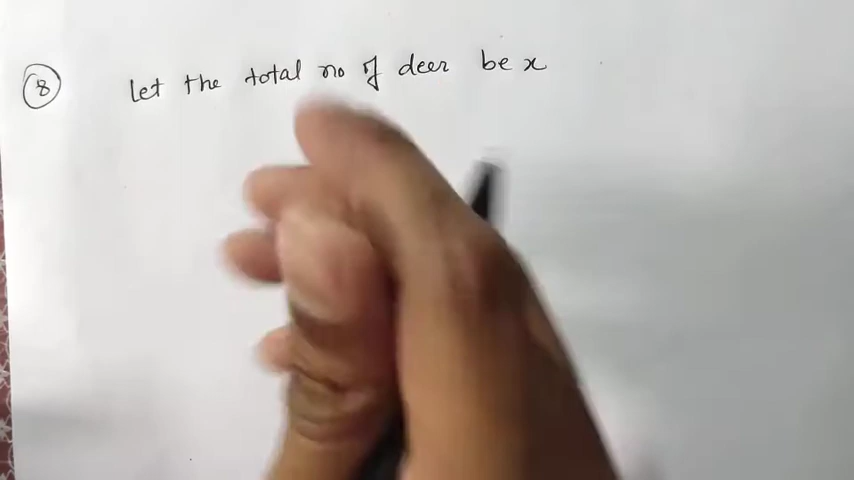 8 let the total no of deer be x